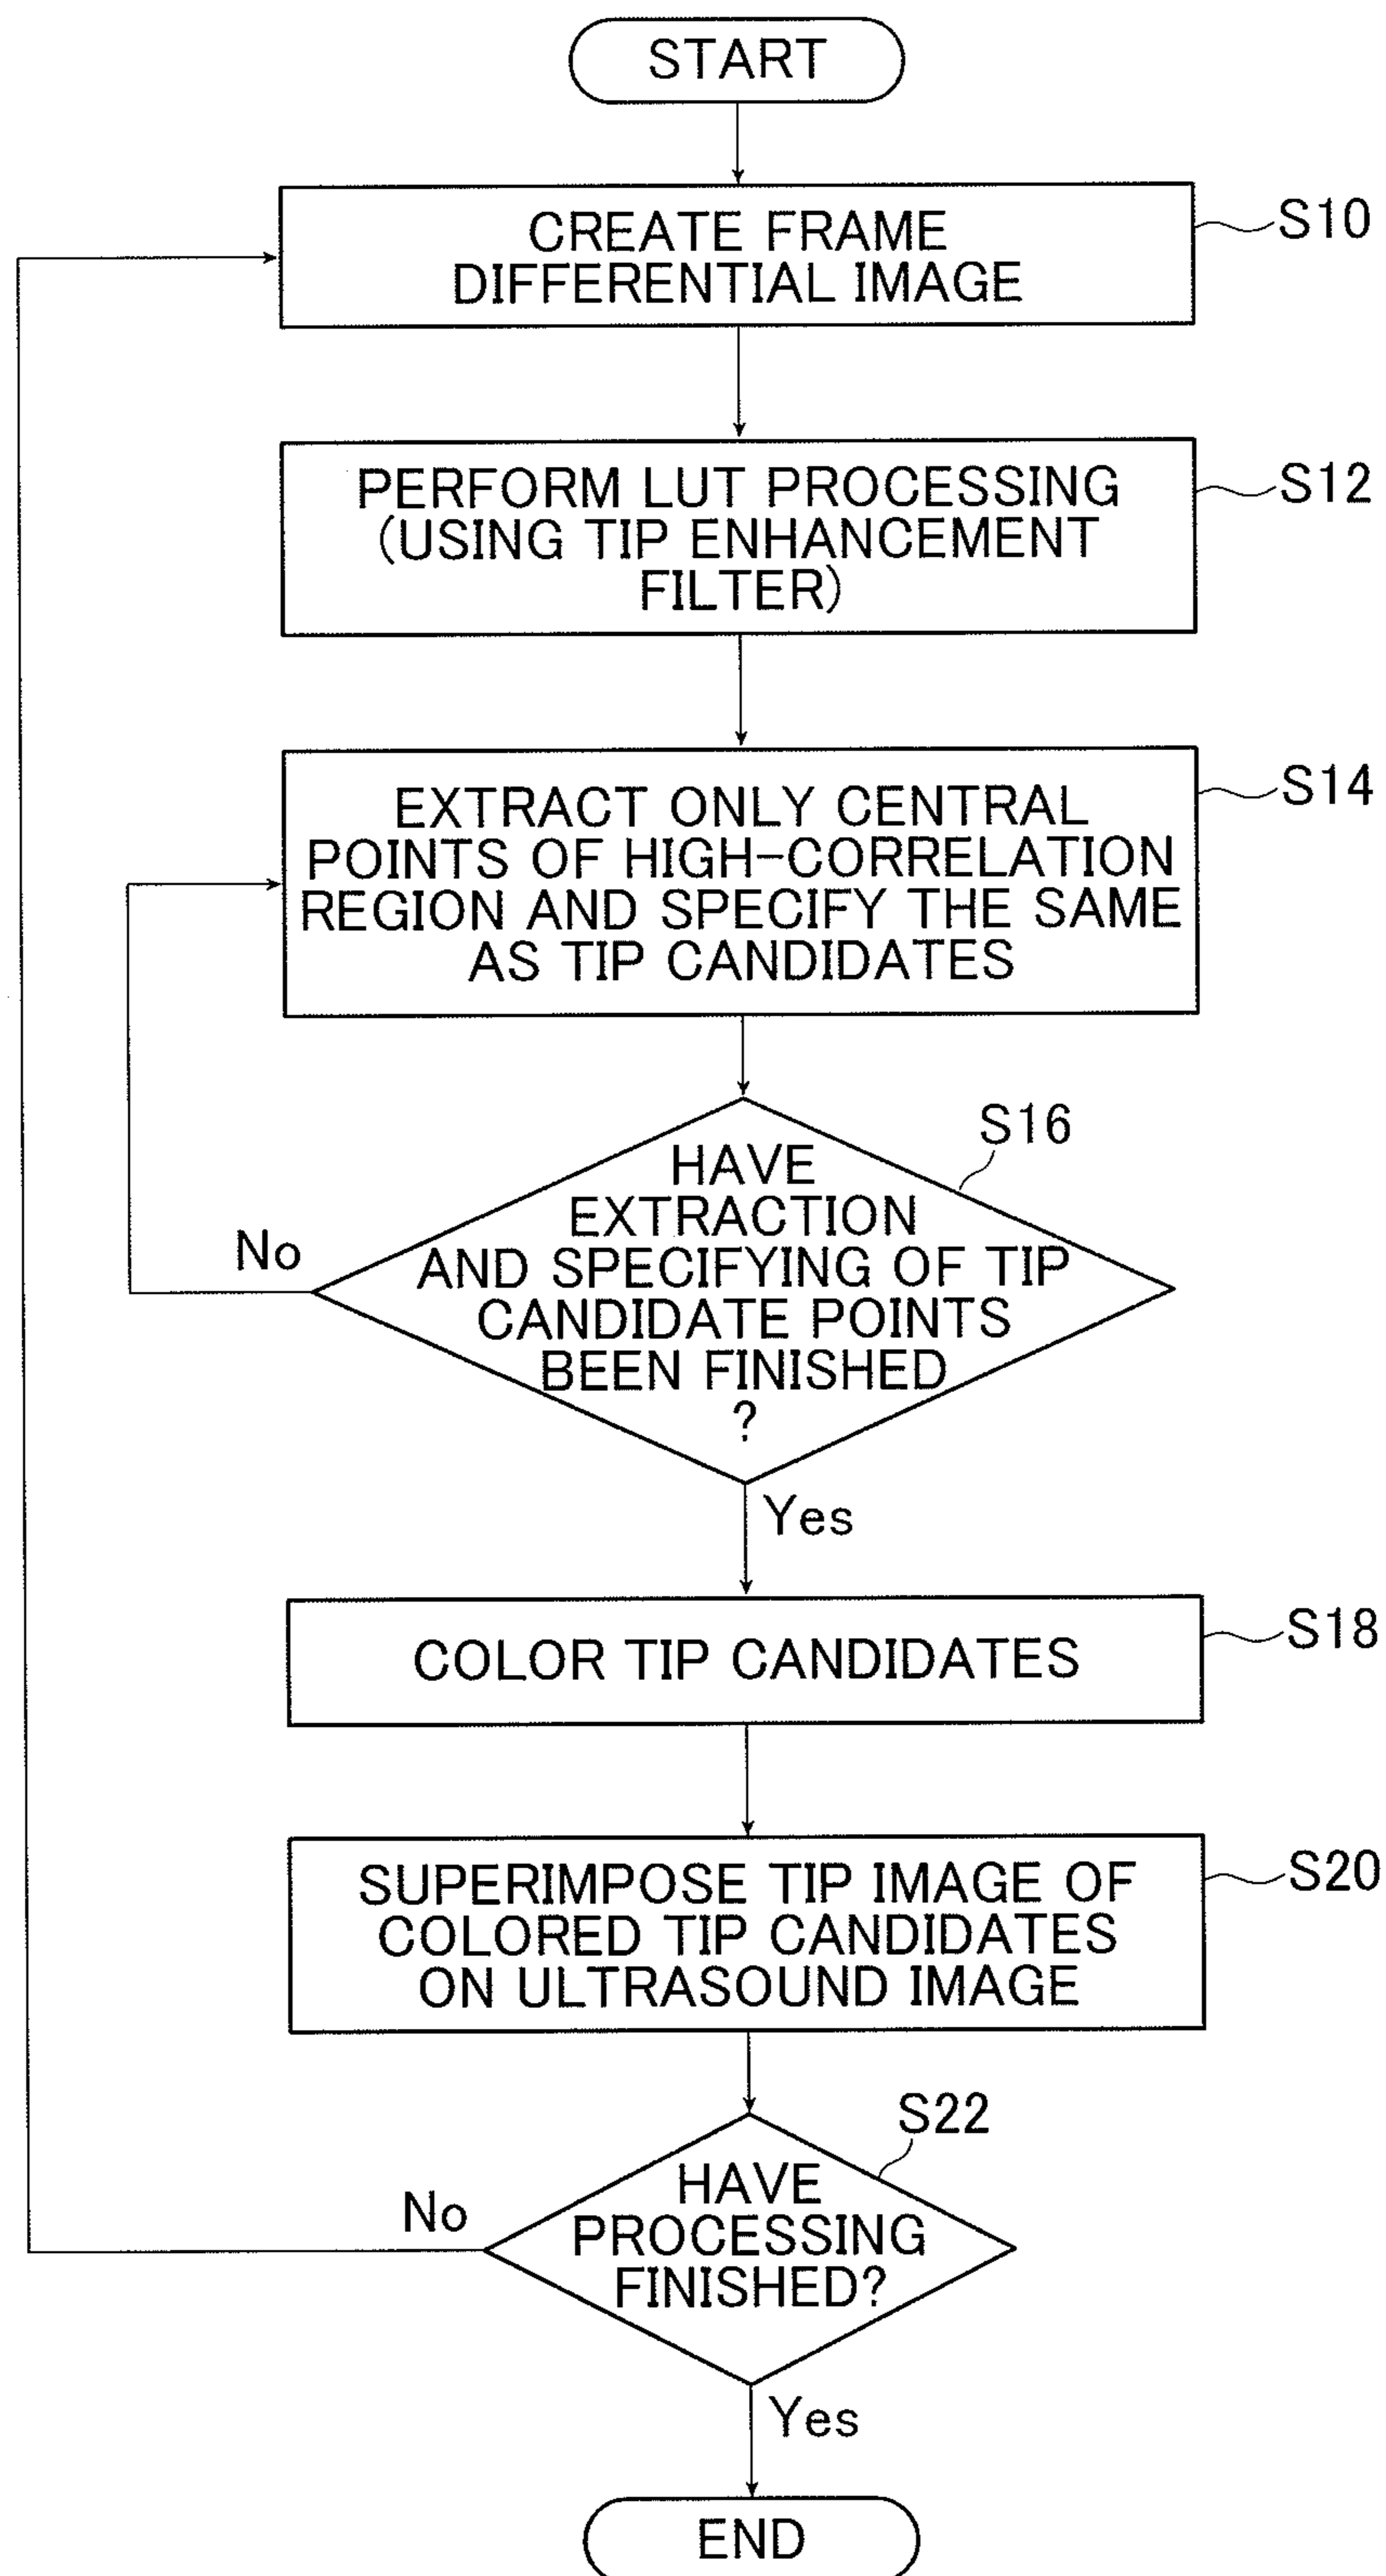 START
CREATE FRAME
DIFFERENTIAL IMAGE
S10
PERFORM LUT PROCESSING
(USING TIP ENHANCEMENT
FILTER)
S12
EXTRACT ONLY CENTRAL
POINTS OF HIGH-CORRELATION
REGION AND SPECIFY THE SAME
AS TIP CANDIDATES
S14
HAVE
EXTRACTION
AND SPECIFYING OF TIP
CANDIDATE POINTS
BEEN FINISHED
?
S16
No
Yes
COLOR TIP CANDIDATES
S18
SUPERIMPOSE TIP IMAGE OF
COLORED TIP CANDIDATES
ON ULTRASOUND IMAGE
S20
HAVE
PROCESSING
FINISHED?
S22
No
Yes
END